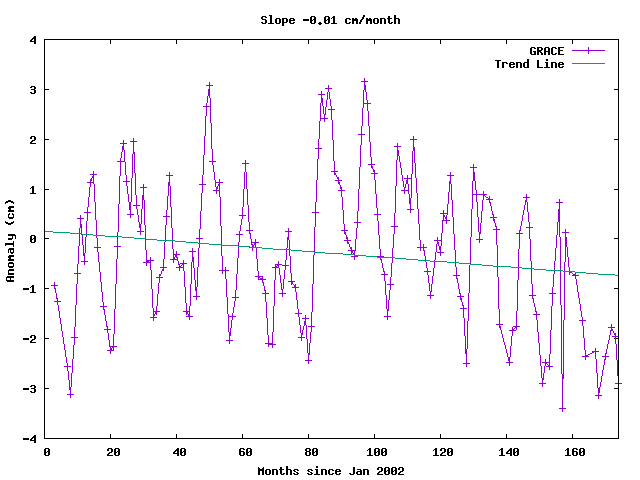 Slope -0.01 cm/month
GRACE
Trend Line
4
3
2
1
0
-1
-2
-3
-4
Anomaly (cm)
0 20 40 60 80 100 120 140 160
Months since Jan 2002